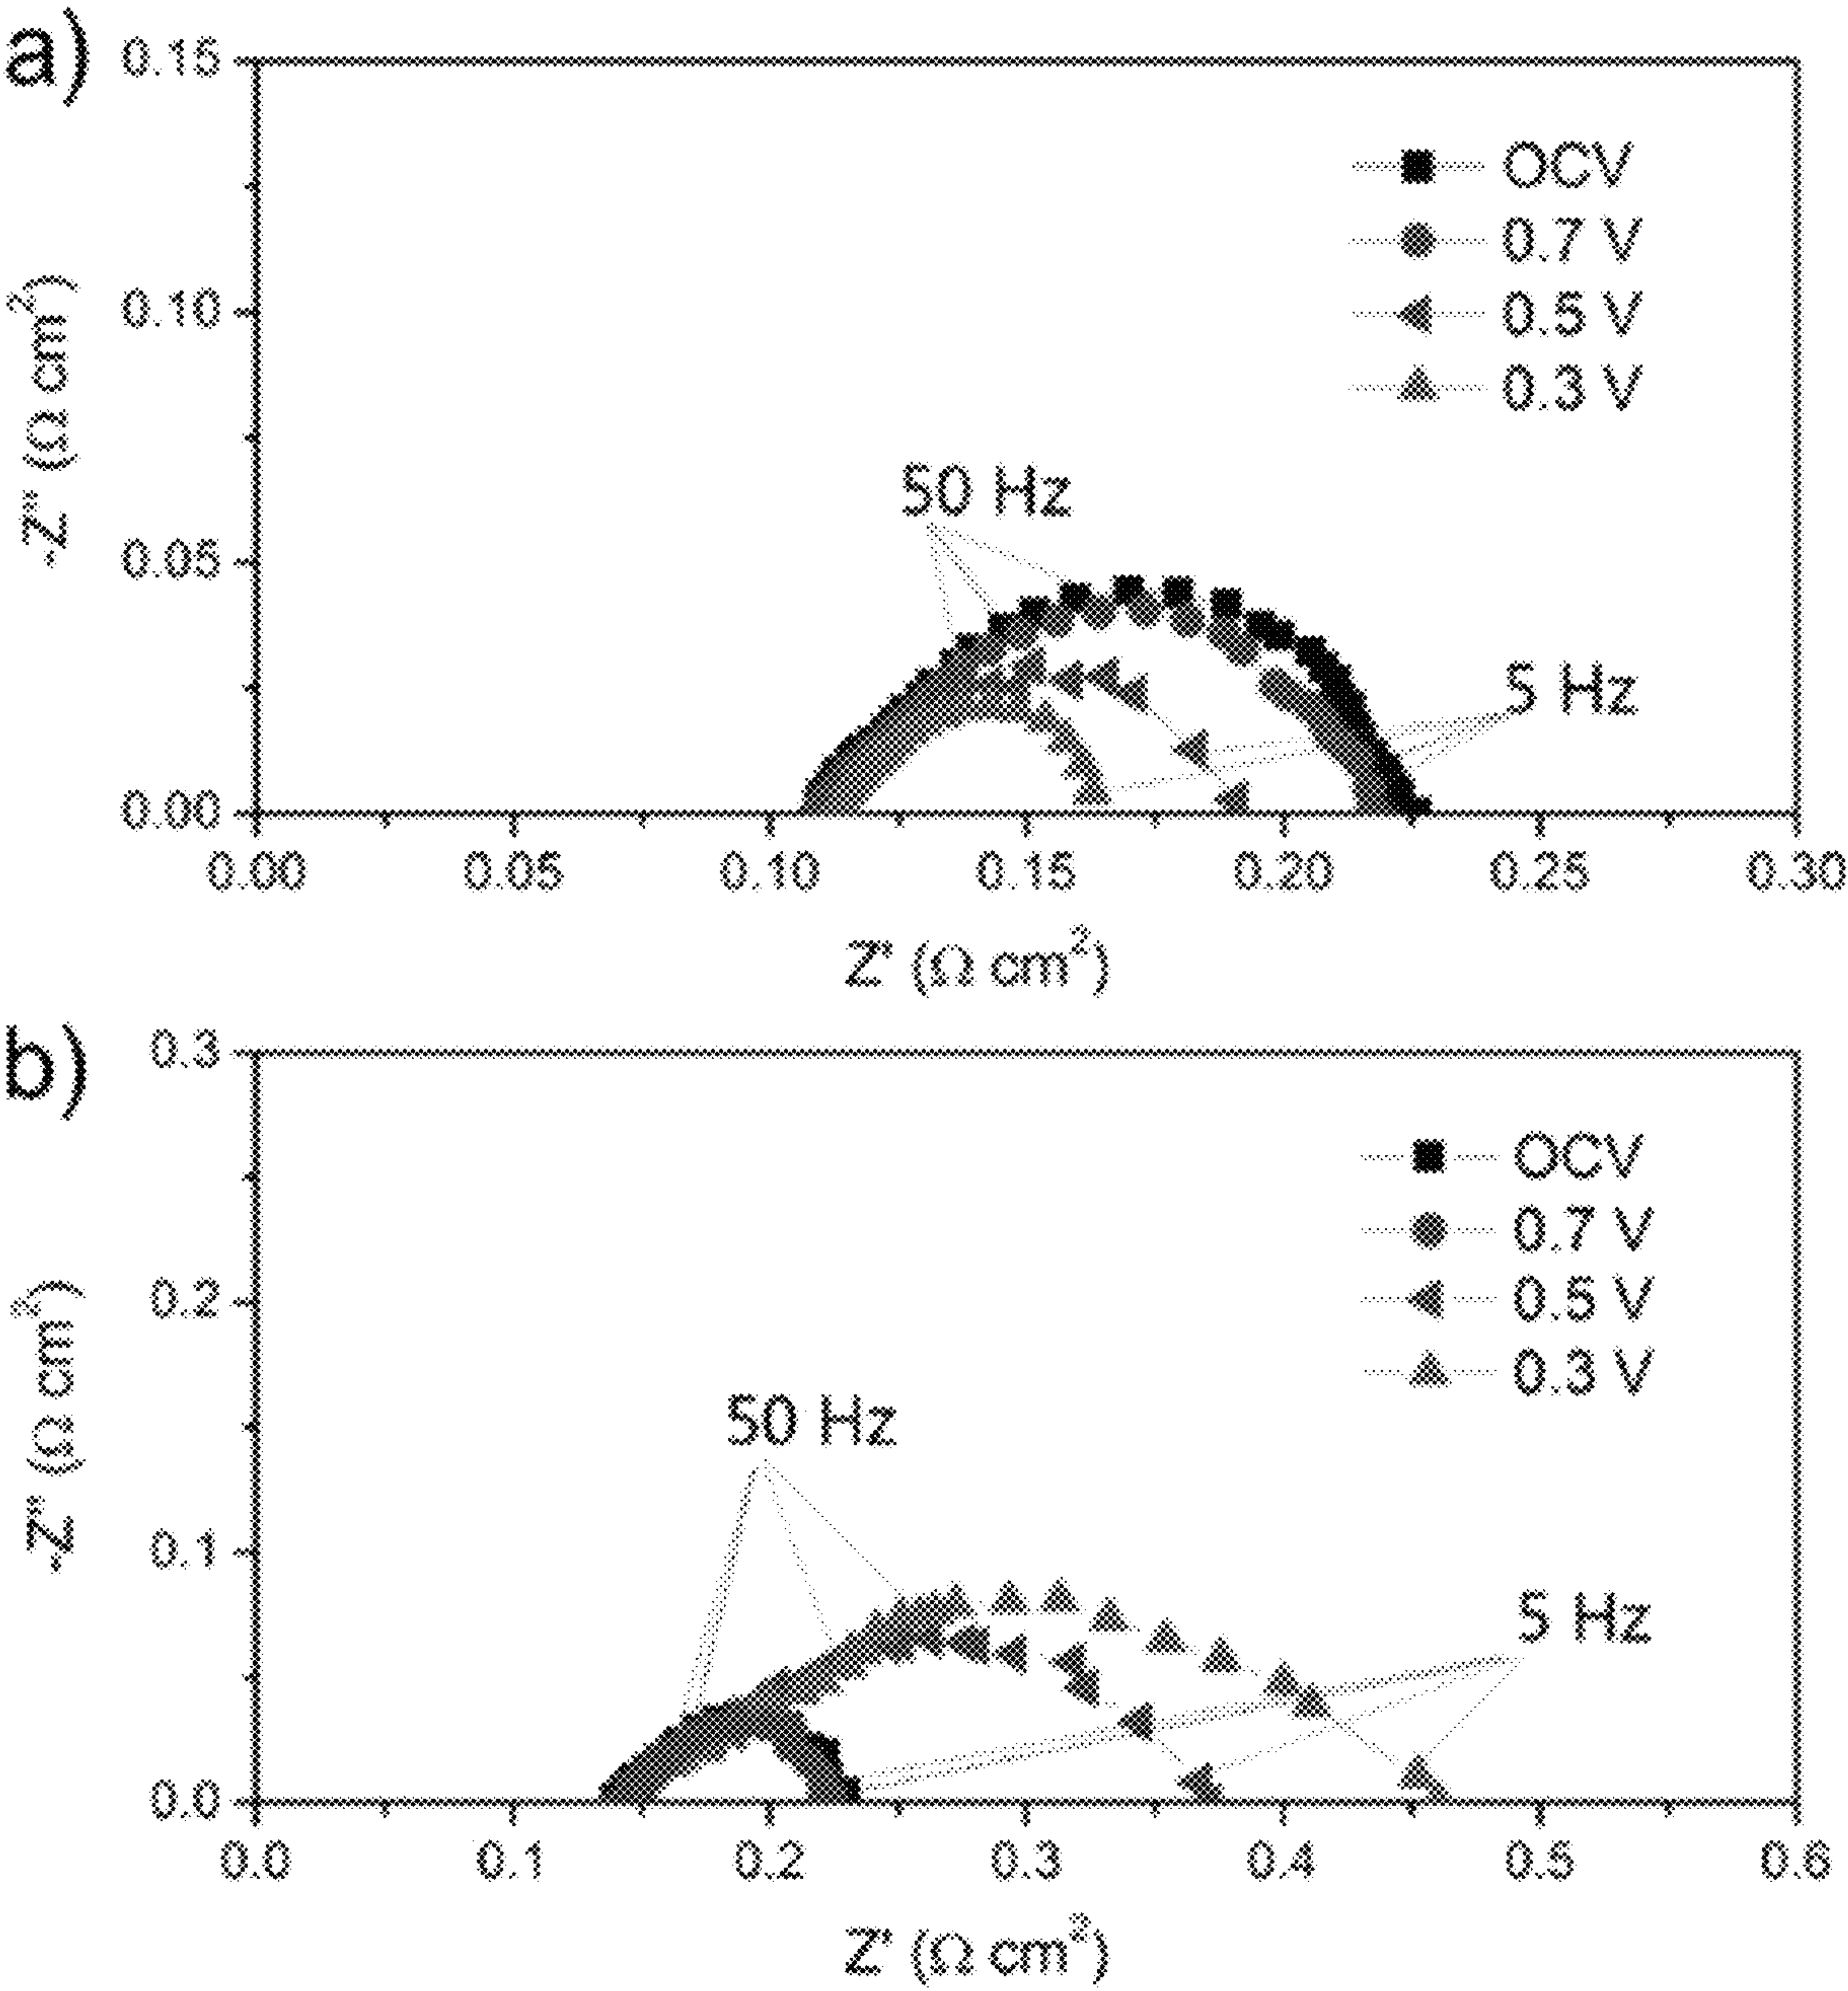 a)
0.15
0.10
0.05
0.00
-Z'' (Ω cm²)
OCV
0.7 V
0.5 V
0.3 V
50 Hz
5 Hz
0.00 0.05 0.10 0.15 0.20 0.25 0.30
Z' (Ω cm²)
b)
0.3
0.2
0.1
0.0
-Z'' (Ω cm²)
OCV
0.7 V
0.5 V
0.3 V
50 Hz
5 Hz
0.0 0.1 0.2 0.3 0.4 0.5 0.6
Z' (Ω cm²)